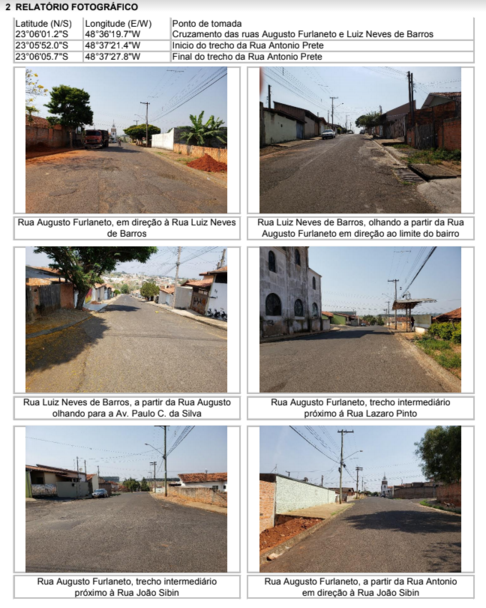 2 RELATÓRIO FOTOGRÁFICO
Latitude (N/S) Longitude (E/W) Ponto de tomada
23°06'01.2"S 48°36'19.7"W Cruzamento das ruas Augusto Furlaneto e Luiz Neves de Barros
23°05'52.0"S 48°37'21.4"W Inicio do trecho da Rua Antonio Prete
23°06'05.7"S 48°37'27.8"W Final do trecho da Rua Antonio Prete
Rua Augusto Furlaneto, em direção à Rua Luiz Neves
de Barros
Rua Luiz Neves de Barros, olhando a partir da Rua
Augusto Furlaneto em direção ao limite do bairro
Rua Luiz Neves de Barros, a partir da Rua Augusto
olhando para a Av. Paulo C. da Silva
Rua Augusto Furlaneto, trecho intermediário
próximo à Rua Lazaro Pinto
Rua Augusto Furlaneto, trecho intermediário
próximo à Rua João Sibin
Rua Augusto Furlaneto, a partir da Rua Antonio
em direção à Rua João Sibin